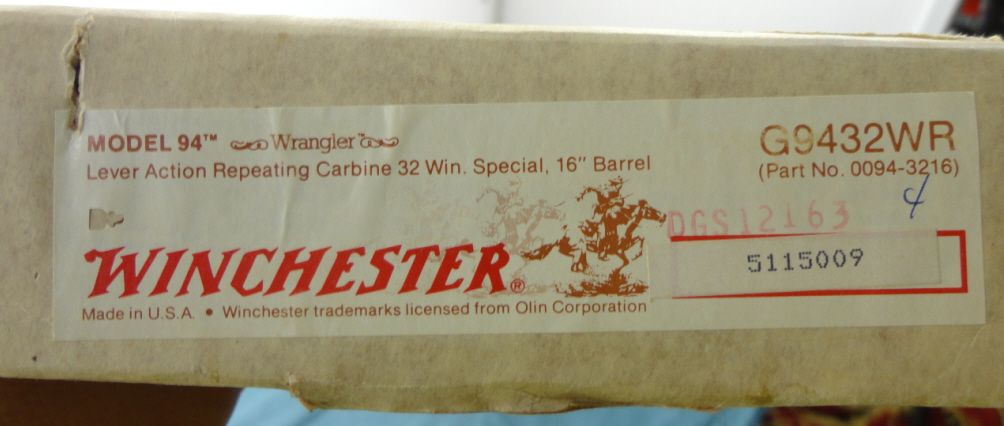 MODEL 94™ Wrangler™
Lever Action Repeating Carbine 32 Win. Special, 16" Barrel
G9432WR
(Part No. 0094-3216)
4
DGS12163
5115009
WINCHESTER®
Made in U.S.A. • Winchester trademarks licensed from Olin Corporation